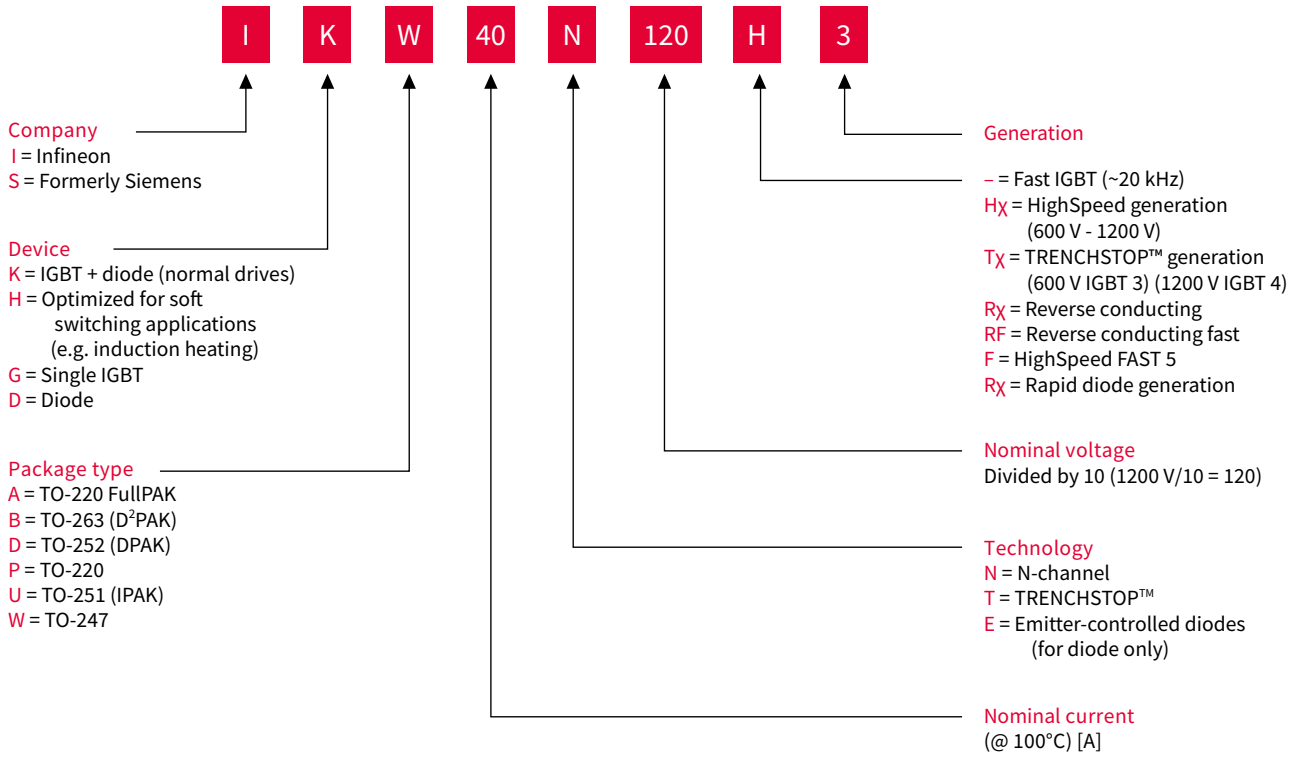 I K W 40 N 120 H 3
Company
I = Infineon
S = Formerly Siemens
Device
K = IGBT + diode (normal drives)
H = Optimized for soft
switching applications
(e.g. induction heating)
G = Single IGBT
D = Diode
Package type
A = TO-220 FullPAK
B = TO-263 (D²PAK)
D = TO-252 (DPAK)
P = TO-220
U = TO-251 (IPAK)
W = TO-247
Generation
– = Fast IGBT (~20 kHz)
Hχ = HighSpeed generation
(600 V - 1200 V)
Tχ = TRENCHSTOP™ generation
(600 V IGBT 3) (1200 V IGBT 4)
Rχ = Reverse conducting
RF = Reverse conducting fast
F = HighSpeed FAST 5
Rχ = Rapid diode generation
Nominal voltage
Divided by 10 (1200 V/10 = 120)
Technology
N = N-channel
T = TRENCHSTOP™
E = Emitter-controlled diodes
(for diode only)
Nominal current
(@ 100°C) [A]